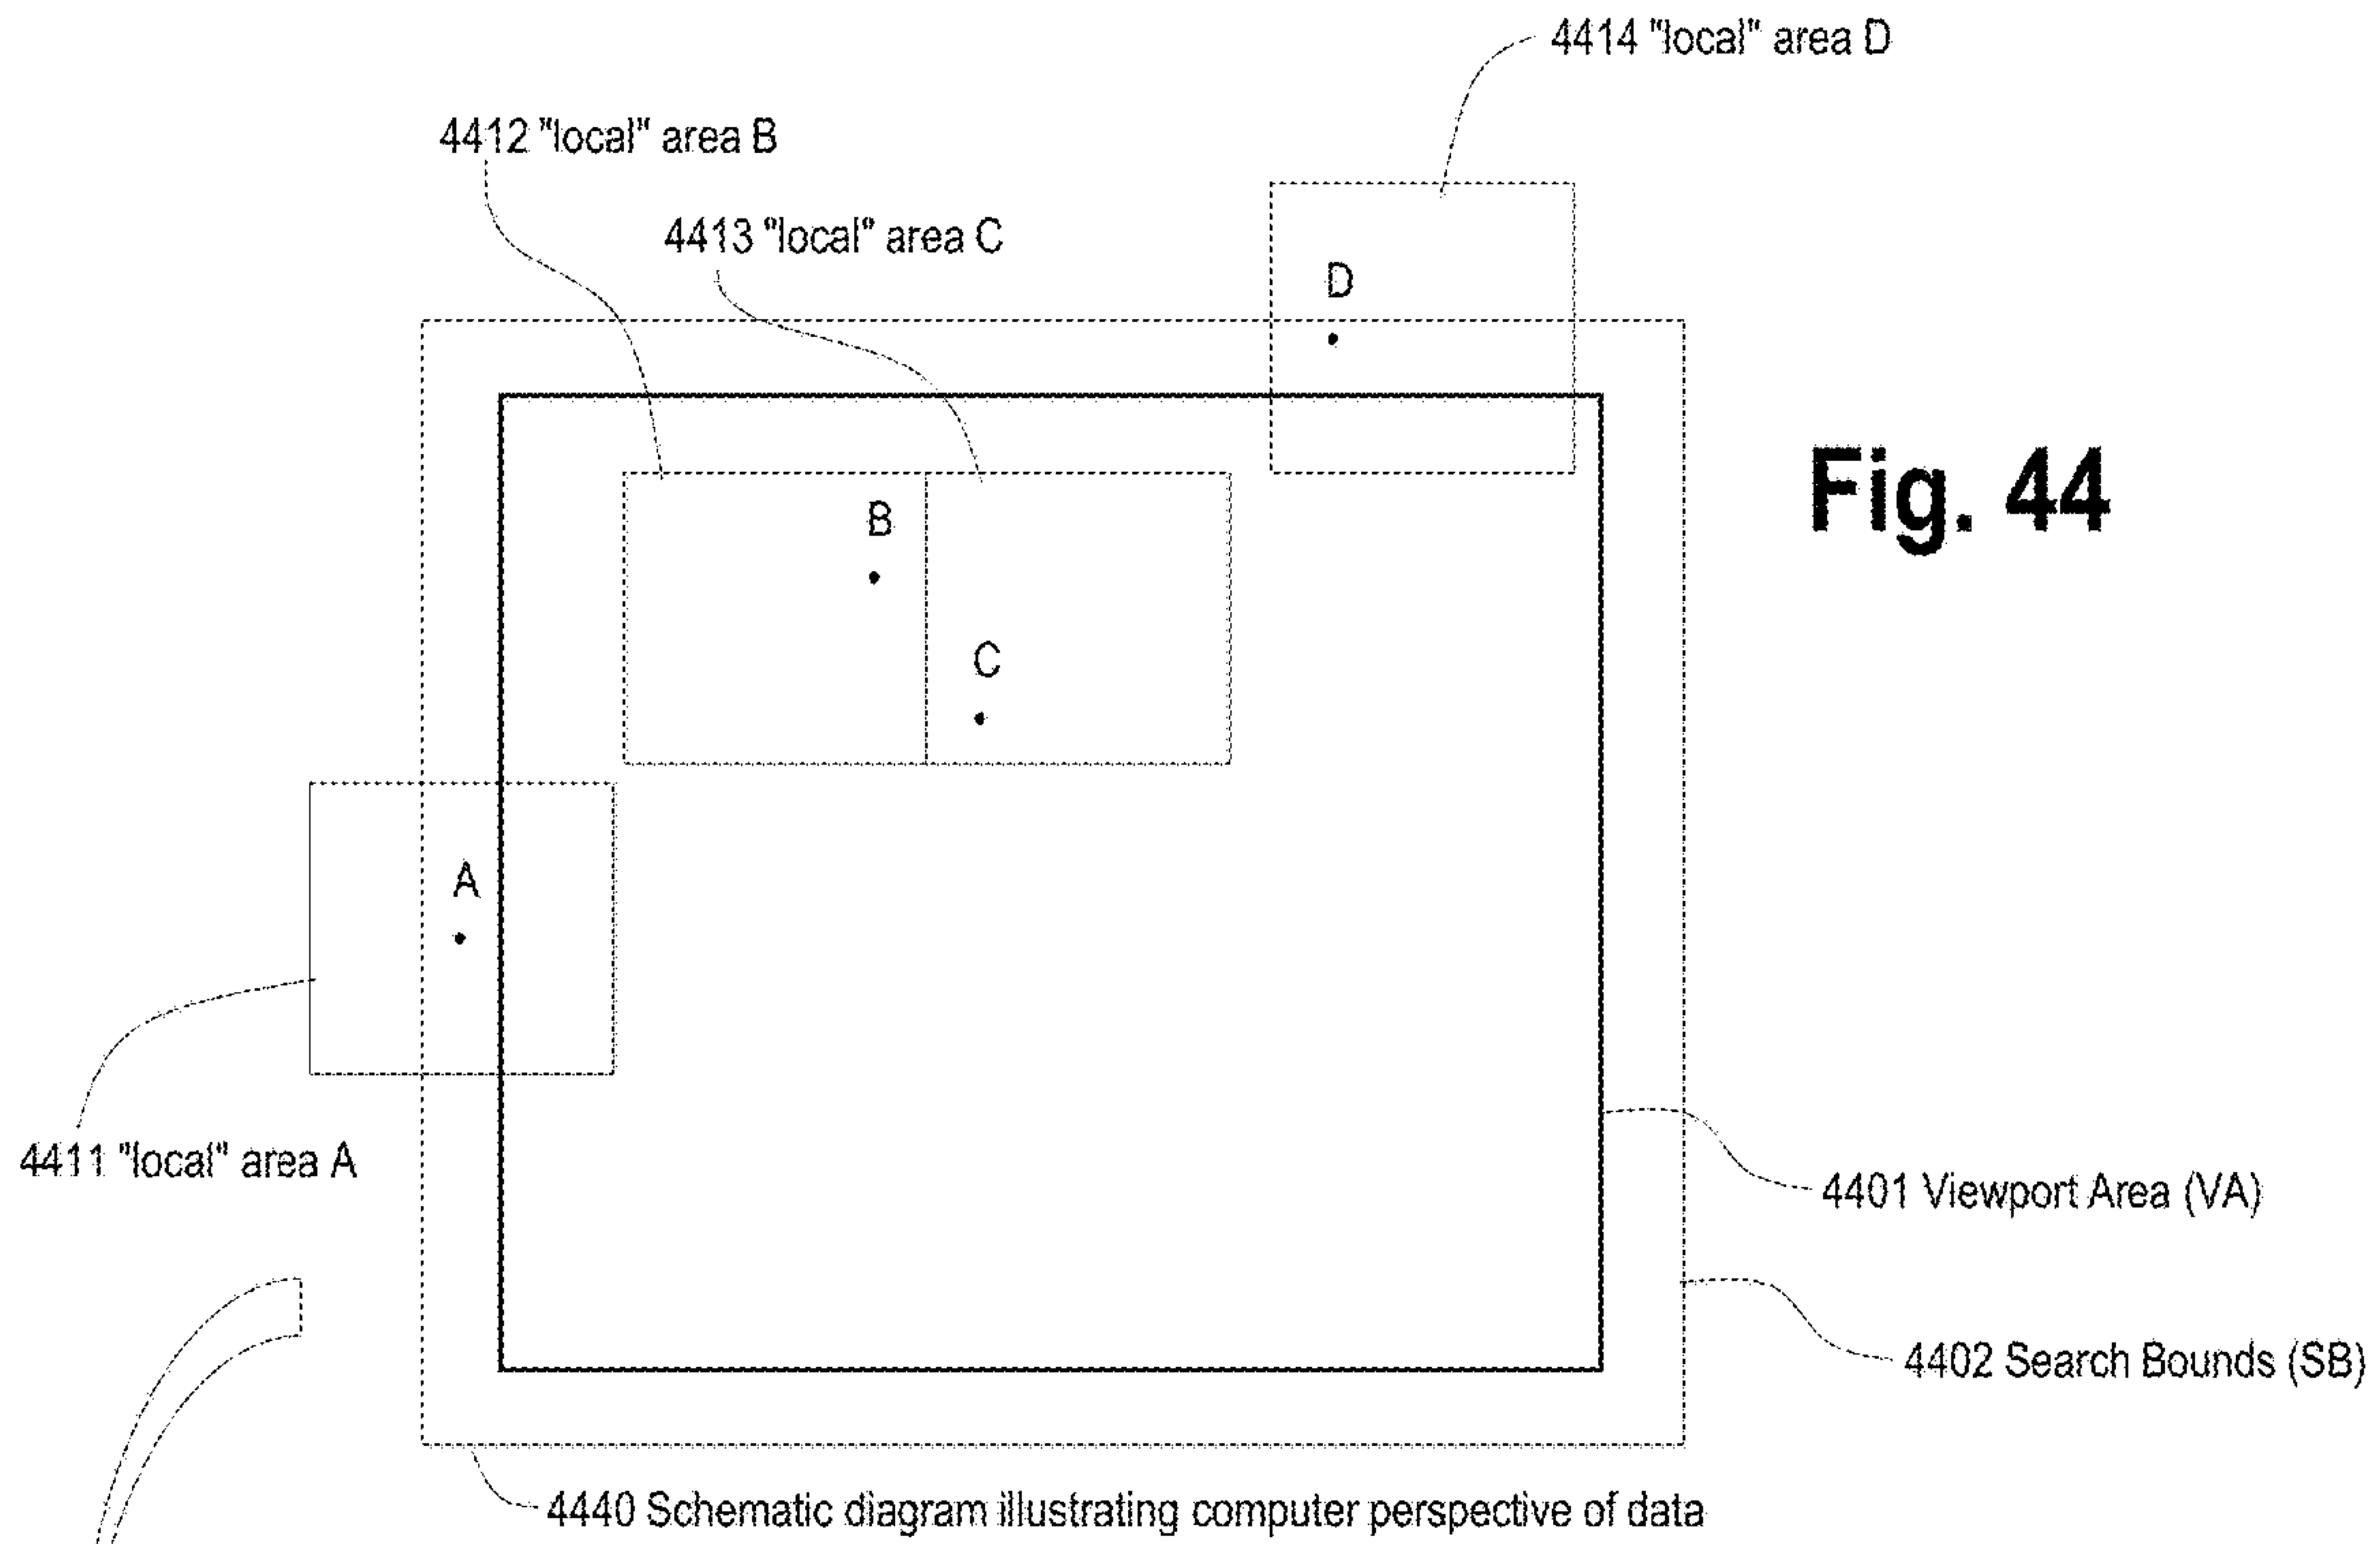 4414 "local" area D
4412 "local" area B
4413 "local" area C
D
Fig. 44
B
C
A
4411 "local" area A
4401 Viewport Area (VA)
4402 Search Bounds (SB)
4440 Schematic diagram illustrating computer perspective of data